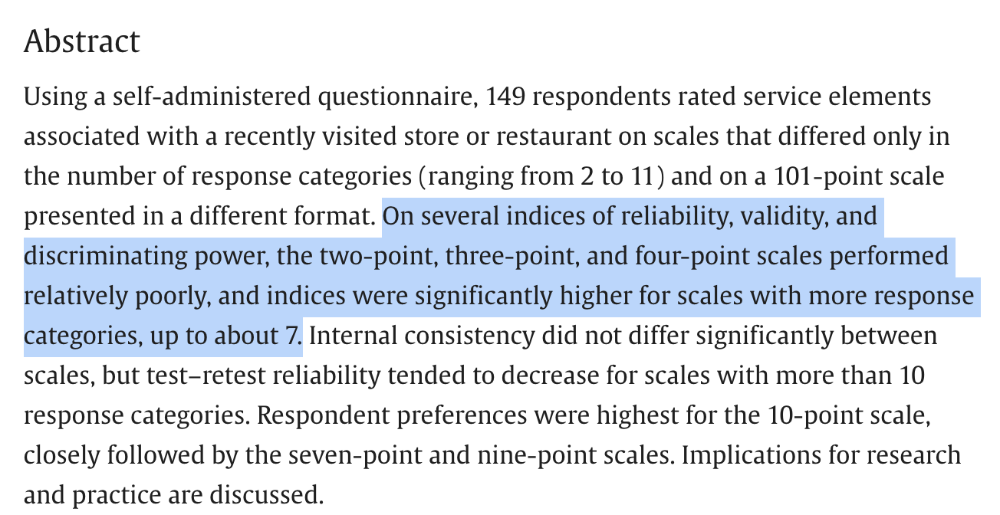 Abstract
Using a self-administered questionnaire, 149 respondents rated service elements
associated with a recently visited store or restaurant on scales that differed only in
the number of response categories (ranging from 2 to 11) and on a 101-point scale
presented in a different format. On several indices of reliability, validity, and
discriminating power, the two-point, three-point, and four-point scales performed
relatively poorly, and indices were significantly higher for scales with more response
categories, up to about 7. Internal consistency did not differ significantly between
scales, but test–retest reliability tended to decrease for scales with more than 10
response categories. Respondent preferences were highest for the 10-point scale,
closely followed by the seven-point and nine-point scales. Implications for research
and practice are discussed.